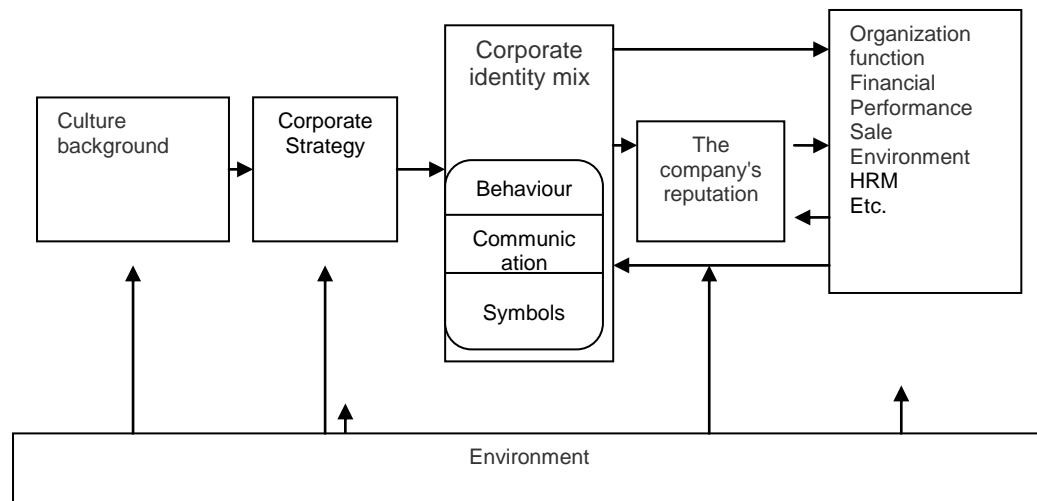 Culture
background
Corporate
Strategy
Corporate
identity mix
Behaviour
Communic
ation
Symbols
The
company's
reputation
Organization
function
Financial
Performance
Sale
Environment
HRM
Etc.
Environment